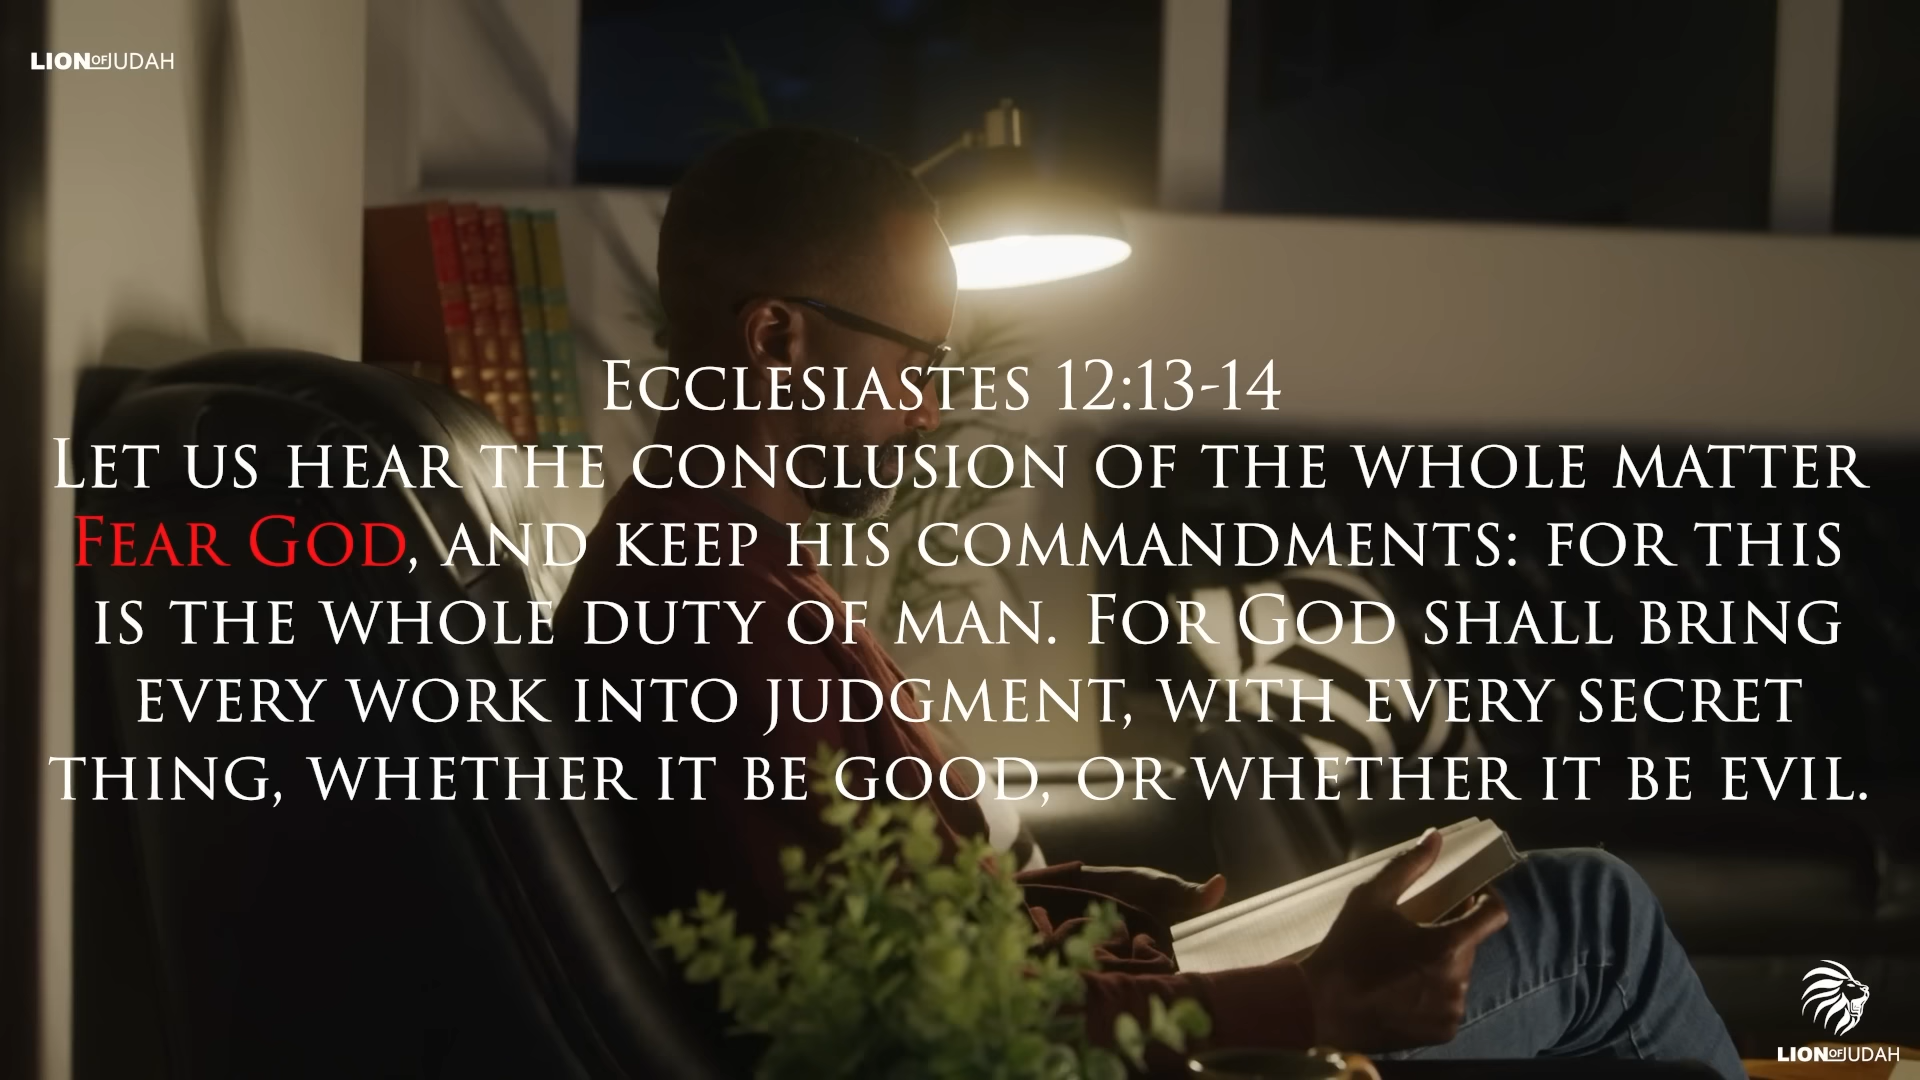 LION OF JUDAH
Ecclesiastes 12:13-14
Let us hear the conclusion of the whole matter
Fear God, and keep his commandments: for this
is the whole duty of man. For God shall bring
every work into judgment, with every secret
thing, whether it be good, or whether it be evil.
LION OF JUDAH